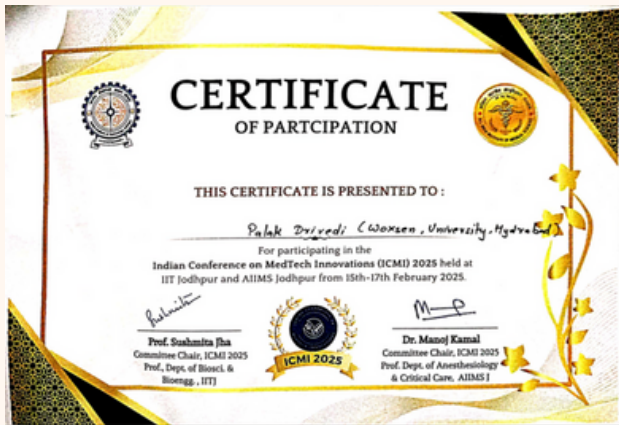 CERTIFICATE
OF PARTCIPATION
THIS CERTIFICATE IS PRESENTED TO :
Palak Drivedi (Woxsen, University, Hydrabad)
For participating in the
Indian Conference on MedTech Innovations (ICMI) 2025 held at
IIT Jodhpur and AIIMS Jodhpur from 15th-17th February 2025.
Prof. Sushmita Jha
Committee Chair, ICMI 2025
Prof., Dept. of Biosci. &
Bioengg. , IITJ
ICMI 2025
Dr. Manoj Kamal
Committee Chair, ICMI 2025
Prof. Dept. of Anesthesiology
& Critical Care, AIIMS J